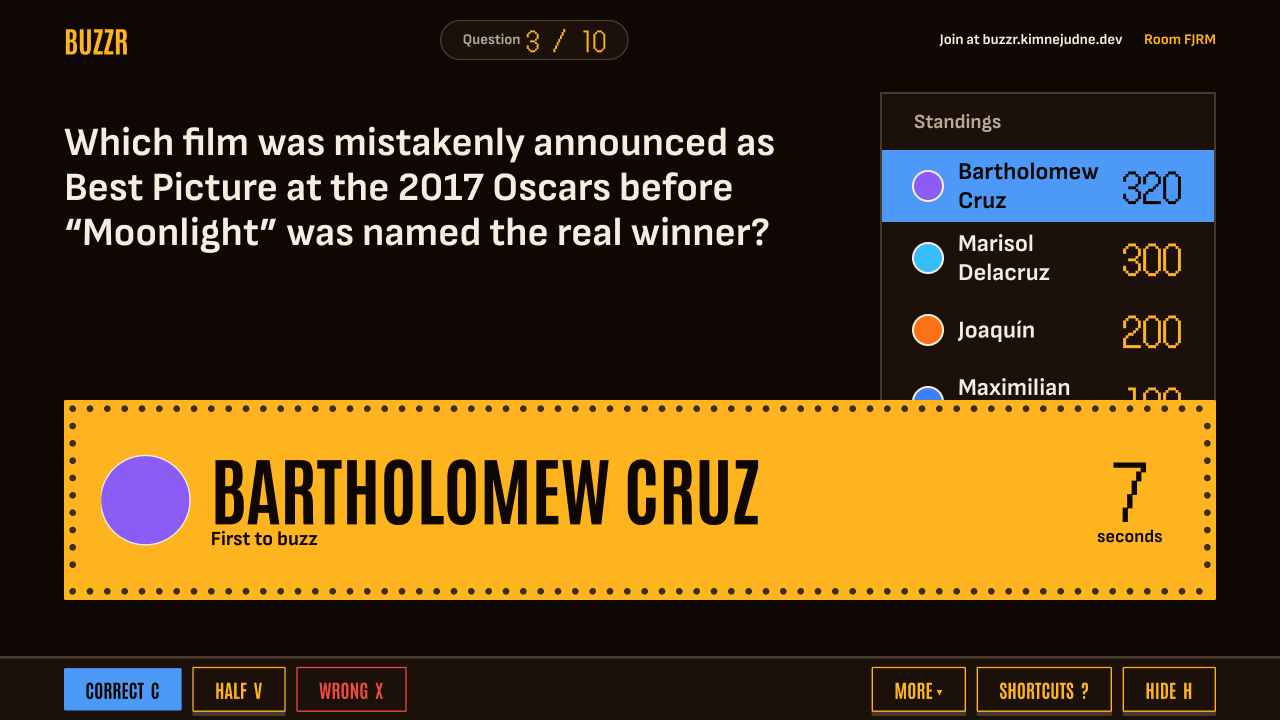 BUZZR
Question 3 / 10
Join at buzzr.kimnejudne.dev
Room FJRM
Which film was mistakenly announced as
Best Picture at the 2017 Oscars before
“Moonlight” was named the real winner?
Standings
Bartholomew
Cruz
320
Marisol
Delacruz
300
Joaquín
200
Maximilian
100
BARTHOLOMEW CRUZ
First to buzz
7
seconds
CORRECT C
HALF V
WRONG X
MORE ▾
SHORTCUTS ?
HIDE H